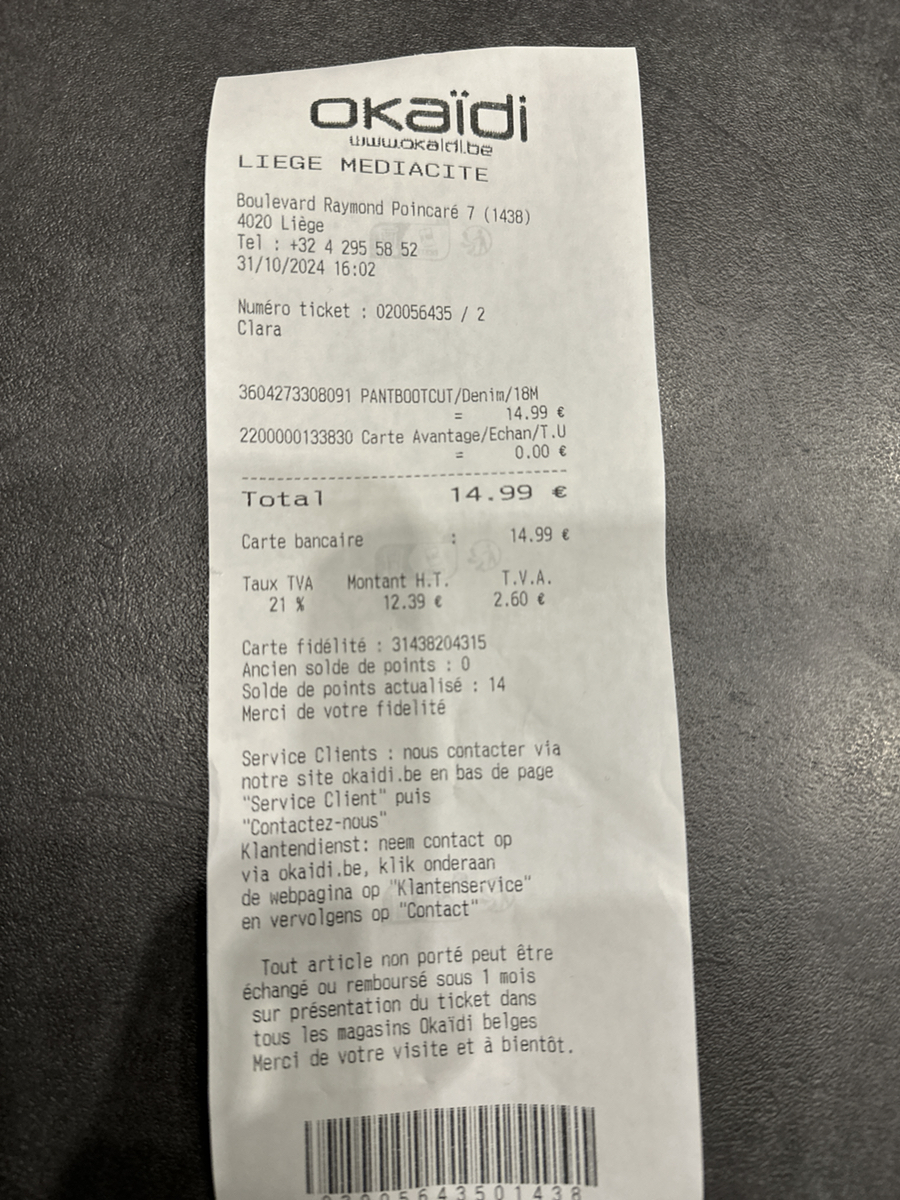 okaïdi
www.okaidi.be
LIEGE MEDIACITE
Boulevard Raymond Poincaré 7 (1438)
4020 Liège
Tel : +32 4 295 58 52
31/10/2024 16:02
Numéro ticket : 020056435 / 2
Clara
3604273308091 PANTBOOTCUT/Denim/18M
= 14.99 €
2200000133830 Carte Avantage/Echan/T.U
= 0.00 €
Total 14.99 €
Carte bancaire : 14.99 €
Taux TVA Montant H.T. T.V.A.
21 % 12.39 € 2.60 €
Carte fidélité : 31438204315
Ancien solde de points : 0
Solde de points actualisé : 14
Merci de votre fidelité
Service Clients : nous contacter via
notre site okaidi.be en bas de page
"Service Client" puis
"Contactez-nous"
Klantendienst: neem contact op
via okaidi.be, klik onderaan
de webpagina op "Klantenservice"
en vervolgens op "Contact"
Tout article non porté peut être
échangé ou remboursé sous 1 mois
sur présentation du ticket dans
tous les magasins Okaïdi belges
Merci de votre visite et à bientôt.